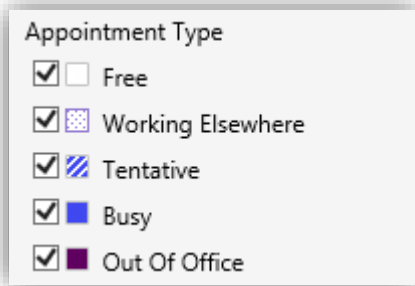 Appointment Type
Free
Working Elsewhere
Tentative
Busy
Out Of Office